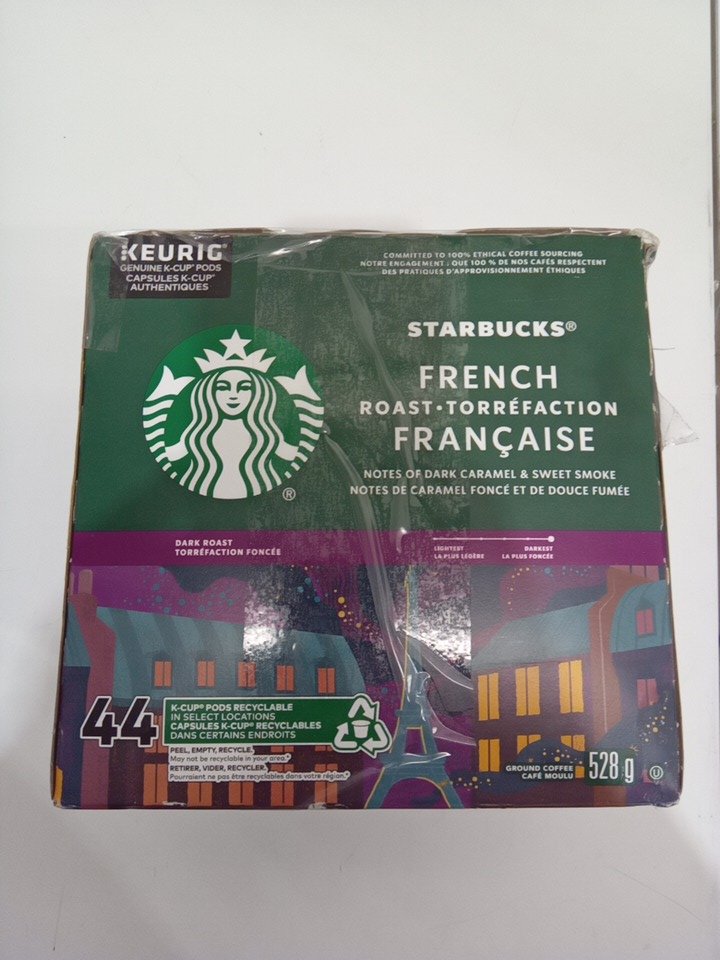 KEURIG®
GENUINE K-CUP® PODS
CAPSULES K-CUP®
AUTHENTIQUES
COMMITTED TO 100% ETHICAL COFFEE SOURCING
NOTRE ENGAGEMENT : QUE 100 % DE NOS CAFÉS RESPECTENT
DES PRATIQUES D'APPROVISIONNEMENT ÉTHIQUES
STARBUCKS®
FRENCH
ROAST•TORRÉFACTION
FRANÇAISE
NOTES OF DARK CARAMEL & SWEET SMOKE
NOTES DE CARAMEL FONCÉ ET DE DOUCE FUMÉE
®
DARK ROAST
TORRÉFACTION FONCÉE
LIGHTEST
LA PLUS LÉGÈRE
DARKEST
LA PLUS FONCÉE
44
K-CUP® PODS RECYCLABLE
IN SELECT LOCATIONS
CAPSULES K-CUP® RECYCLABLES
DANS CERTAINS ENDROITS
PEEL, EMPTY, RECYCLE.
May not be recyclable in your area.*
RETIRER, VIDER, RECYCLER.
Pourraient ne pas être recyclables dans votre région.*
GROUND COFFEE
CAFÉ MOULU
528 g
U